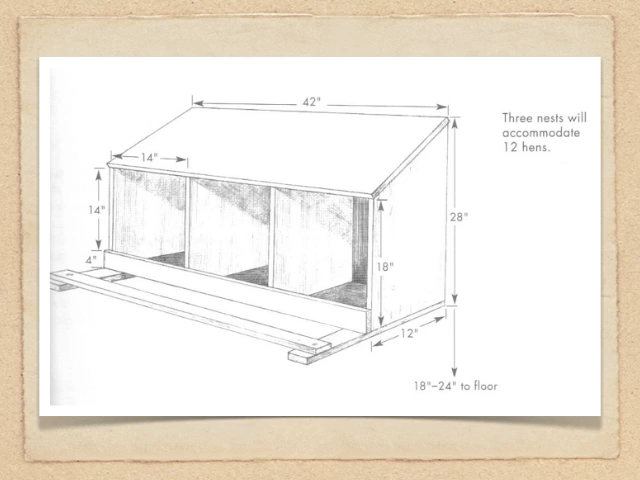 42"
Three nests will
accommodate
12 hens.
14"
14"
28"
4"
18"
12"
18"–24" to floor